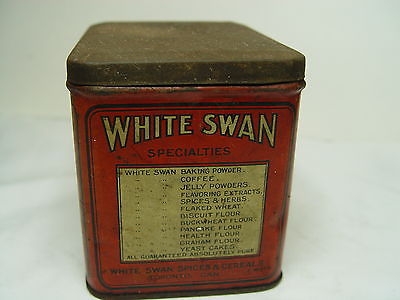 WHITE SWAN
SPECIALTIES
WHITE SWAN BAKING POWDER.
COFFEE.
JELLY POWDERS.
FLAVORING EXTRACTS.
SPICES & HERBS.
FLAKED WHEAT.
BISCUIT FLOUR.
BUCKWHEAT FLOUR.
PANCAKE FLOUR.
HEALTH FLOUR.
GRAHAM FLOUR.
YEAST CAKES.
ALL GUARANTEED ABSOLUTELY PURE
WHITE SWAN SPICES & CEREALS
TORONTO, CAN.